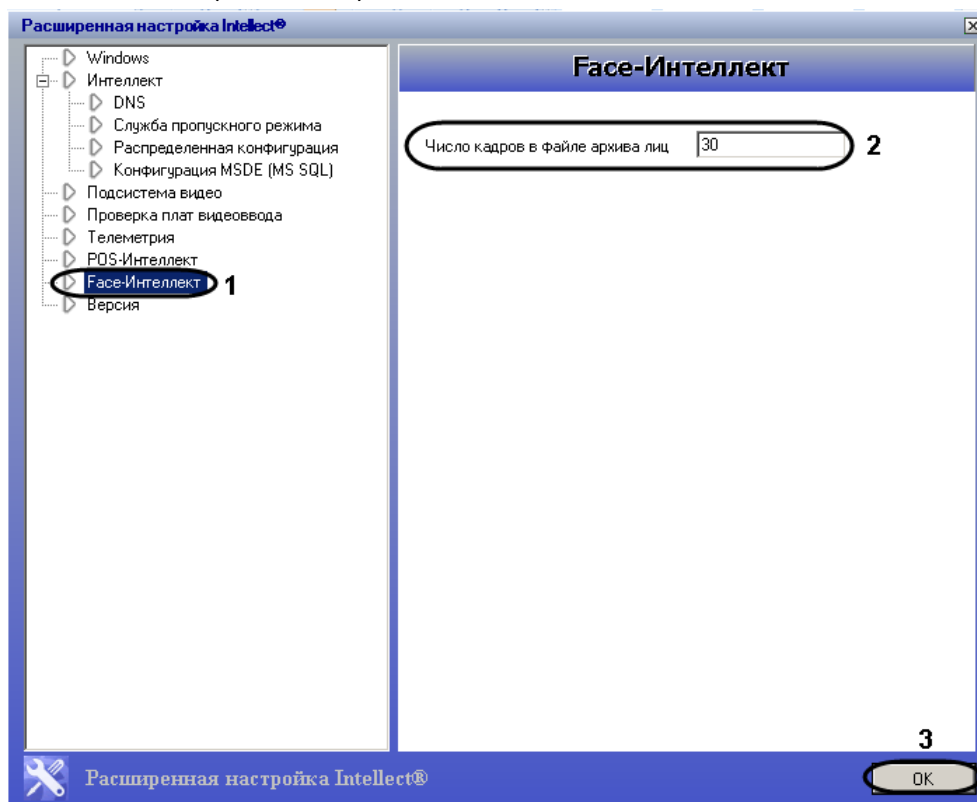 Расширенная настройка Intellect®
Windows
Интеллект
DNS
Служба пропускного режима
Распределенная конфигурация
Конфигурация MSDE (MS SQL)
Подсистема видео
Проверка плат видеоввода
Телеметрия
POS-Интеллект
Face-Интеллект
1
Версия
Face-Интеллект
Число кадров в файле архива лиц
30
2
3
Расширенная настройка Intellect®
OK